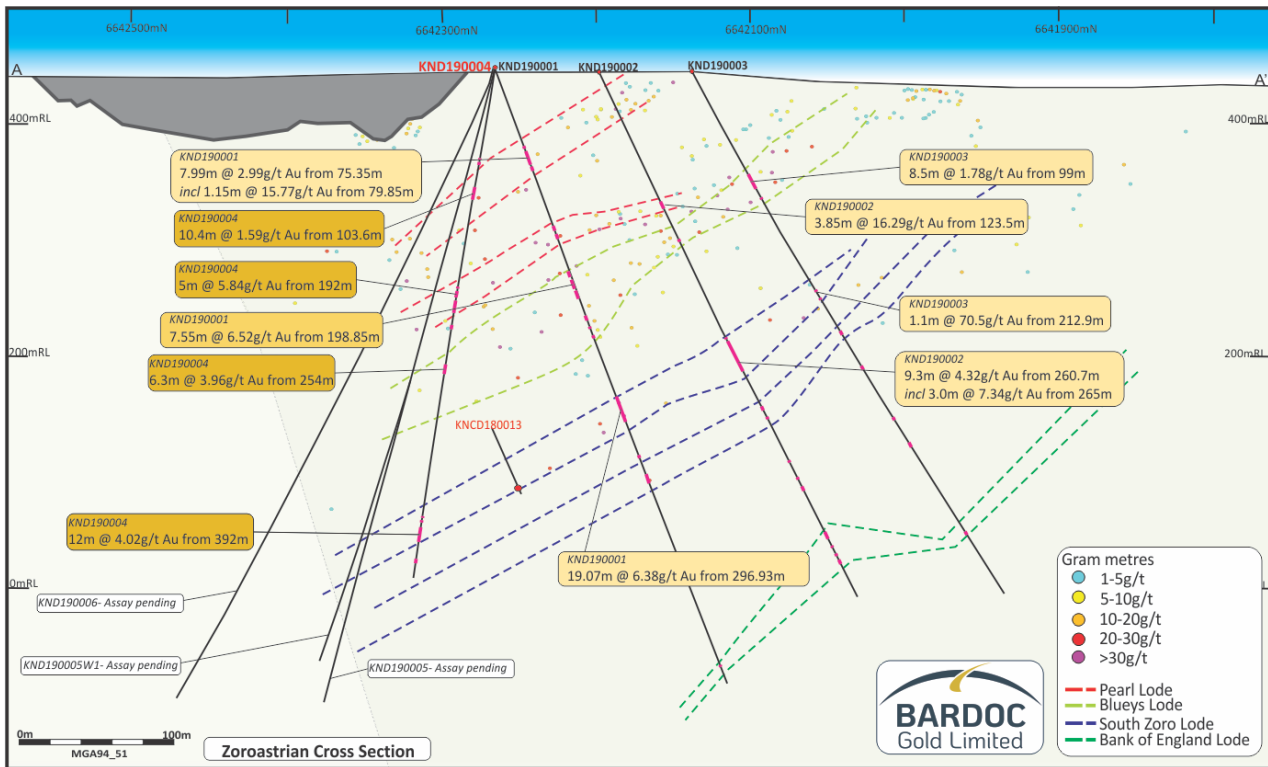 6642500mN
6642300mN
6642100mN
6641900mN
A
KND190004
KND190001
KND190002
KND190003
A'
400mRL
400mRL
KND190001
7.99m @ 2.99g/t Au from 75.35m
incl 1.15m @ 15.77g/t Au from 79.85m
KND190003
8.5m @ 1.78g/t Au from 99m
KND190004
10.4m @ 1.59g/t Au from 103.6m
KND190002
3.85m @ 16.29g/t Au from 123.5m
KND190004
5m @ 5.84g/t Au from 192m
KND190003
1.1m @ 70.5g/t Au from 212.9m
KND190001
7.55m @ 6.52g/t Au from 198.85m
200mRL
200mRL
KND190004
6.3m @ 3.96g/t Au from 254m
KND190002
9.3m @ 4.32g/t Au from 260.7m
incl 3.0m @ 7.34g/t Au from 265m
KNCD180013
KND190004
12m @ 4.02g/t Au from 392m
KND190001
19.07m @ 6.38g/t Au from 296.93m
0mRL
KND190006- Assay pending
KND190005W1- Assay pending
KND190005- Assay pending
Gram metres
1-5g/t
5-10g/t
10-20g/t
20-30g/t
>30g/t
Pearl Lode
Blueys Lode
South Zoro Lode
Bank of England Lode
BARDOC
Gold Limited
0m
100m
MGA94_51
Zoroastrian Cross Section